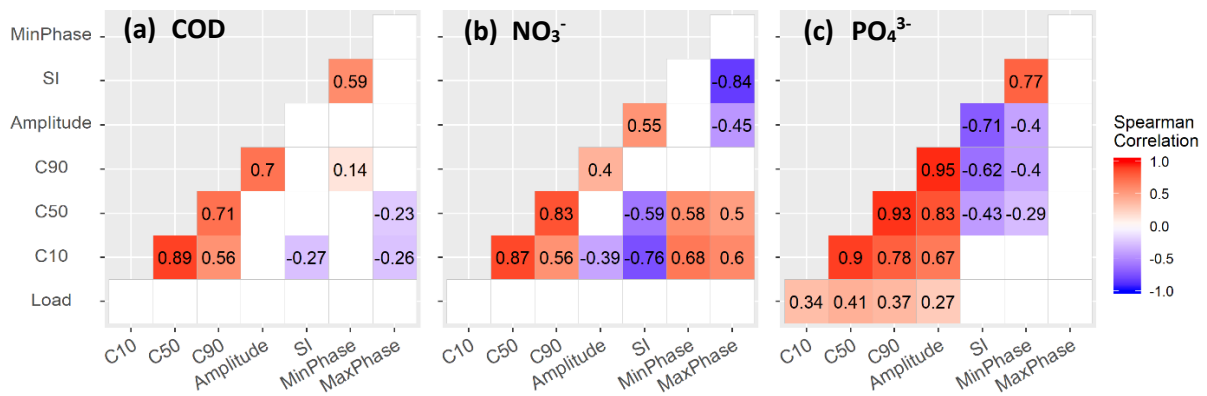 (a) COD
(b) NO₃⁻
(c) PO₄³⁻
MinPhase
SI 0.59 -0.84 0.77
Amplitude 0.55 -0.45 -0.71 -0.4
C90 0.7 0.14 0.4 0.95 -0.62 -0.4
C50 0.71 -0.23 0.83 -0.59 0.58 0.5 0.93 0.83 -0.43 -0.29
C10 0.89 0.56 -0.27 -0.26 0.87 0.56 -0.39 -0.76 0.68 0.6 0.9 0.78 0.67
Load 0.34 0.41 0.37 0.27
C10 C50 C90 Amplitude SI MinPhase MaxPhase
C10 C50 C90 Amplitude SI MinPhase MaxPhase
C10 C50 C90 Amplitude SI MinPhase MaxPhase
Spearman
Correlation
1.0
0.5
0.0
-0.5
-1.0